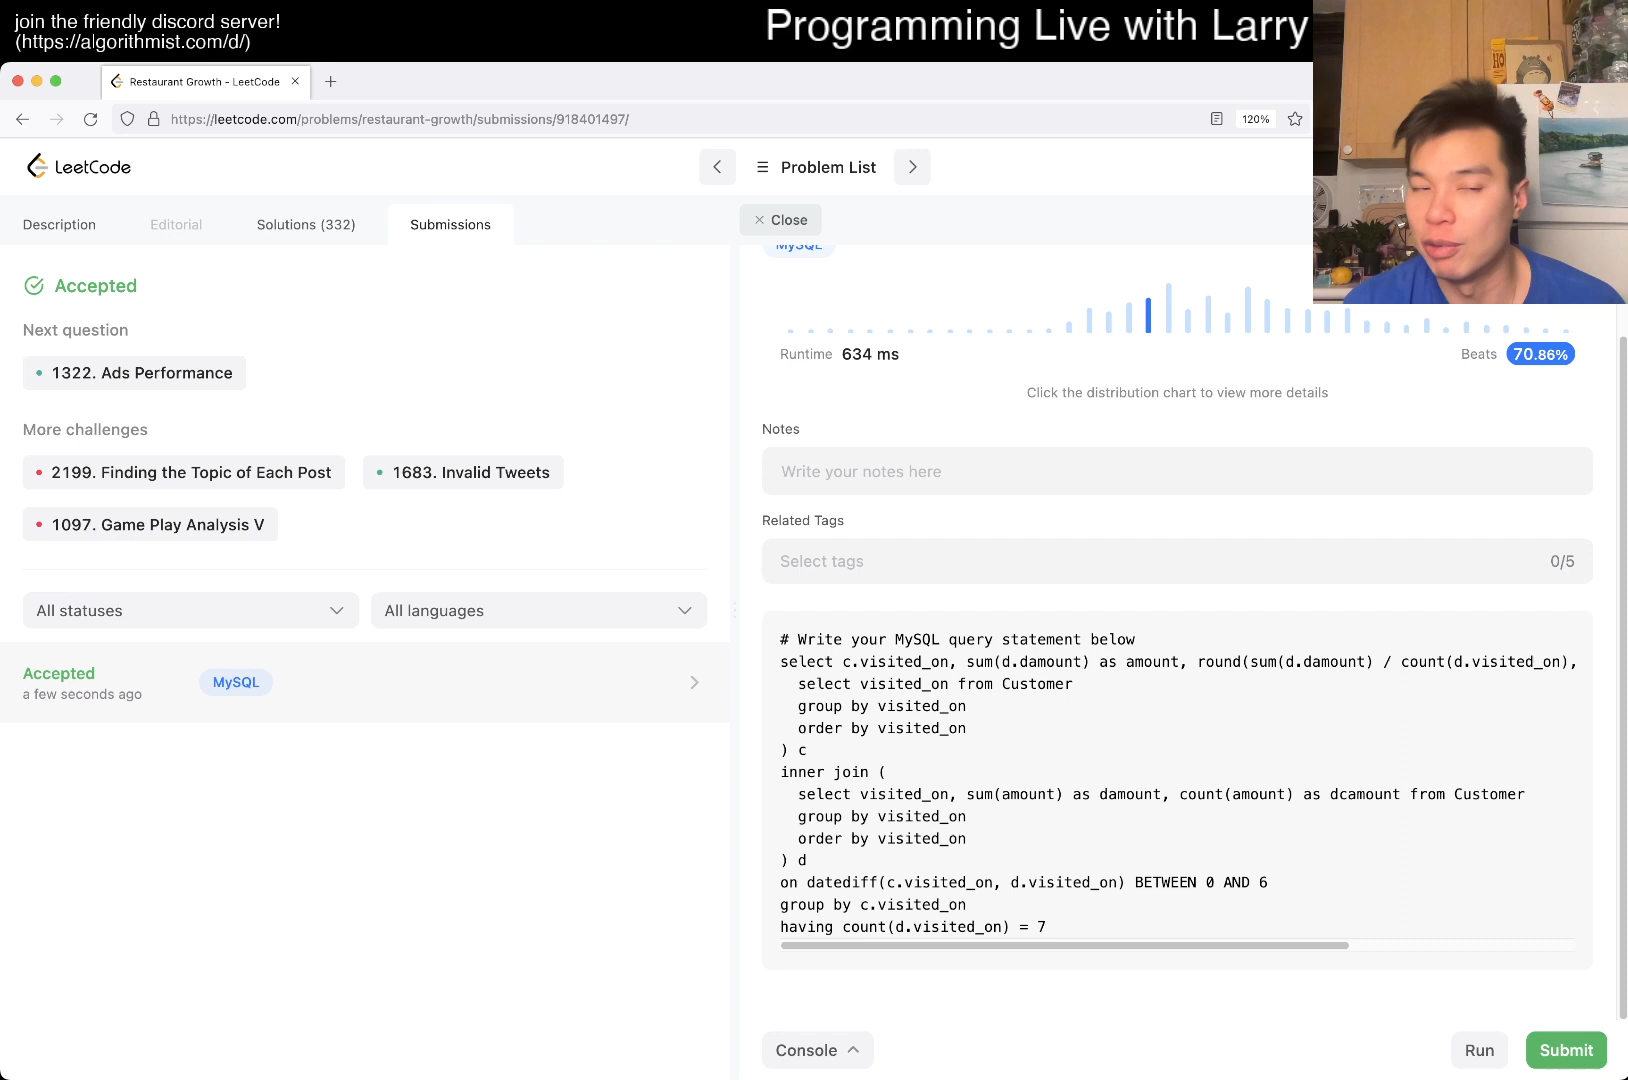 join the friendly discord server!
(https://algorithmist.com/d/)
Programming Live with Larry
Restaurant Growth - LeetCode
https://leetcode.com/problems/restaurant-growth/submissions/918401497/
120%
LeetCode
Problem List
Description
Editorial
Solutions (332)
Submissions
Close
MySQL
Accepted
Next question
1322. Ads Performance
More challenges
2199. Finding the Topic of Each Post
1683. Invalid Tweets
1097. Game Play Analysis V
All statuses
All languages
Accepted
a few seconds ago
MySQL
Runtime 634 ms
Beats 70.86%
Click the distribution chart to view more details
Notes
Write your notes here
Related Tags
Select tags
0/5
# Write your MySQL query statement below
select c.visited_on, sum(d.damount) as amount, round(sum(d.damount) / count(d.visited_on),
select visited_on from Customer
group by visited_on
order by visited_on
) c
inner join (
select visited_on, sum(amount) as damount, count(amount) as dcamount from Customer
group by visited_on
order by visited_on
) d
on datediff(c.visited_on, d.visited_on) BETWEEN 0 AND 6
group by c.visited_on
having count(d.visited_on) = 7
Console
Run
Submit